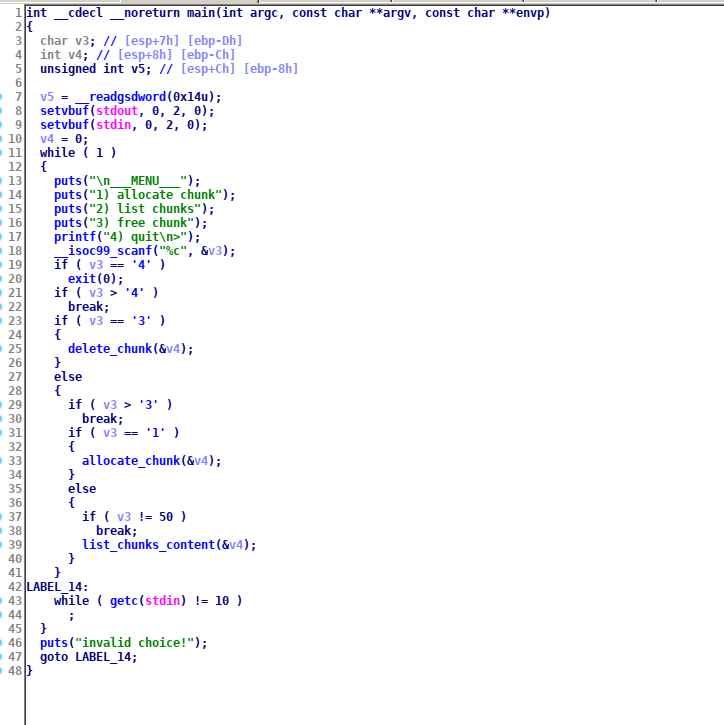 1 int __cdecl __noreturn main(int argc, const char **argv, const char **envp)
2 {
3   char v3; // [esp+7h] [ebp-Dh]
4   int v4; // [esp+8h] [ebp-Ch]
5   unsigned int v5; // [esp+Ch] [ebp-8h]
6
7   v5 = __readgsdword(0x14u);
8   setvbuf(stdout, 0, 2, 0);
9   setvbuf(stdin, 0, 2, 0);
10   v4 = 0;
11   while ( 1 )
12   {
13     puts("\n___MENU___");
14     puts("1) allocate chunk");
15     puts("2) list chunks");
16     puts("3) free chunk");
17     printf("4) quit\n>");
18     __isoc99_scanf("%c", &v3);
19     if ( v3 == '4' )
20       exit(0);
21     if ( v3 > '4' )
22       break;
23     if ( v3 == '3' )
24     {
25       delete_chunk(&v4);
26     }
27     else
28     {
29       if ( v3 > '3' )
30         break;
31       if ( v3 == '1' )
32       {
33         allocate_chunk(&v4);
34       }
35       else
36       {
37         if ( v3 != 50 )
38           break;
39         list_chunks_content(&v4);
40       }
41     }
42 LABEL_14:
43     while ( getc(stdin) != 10 )
44       ;
45   }
46   puts("invalid choice!");
47   goto LABEL_14;
48 }